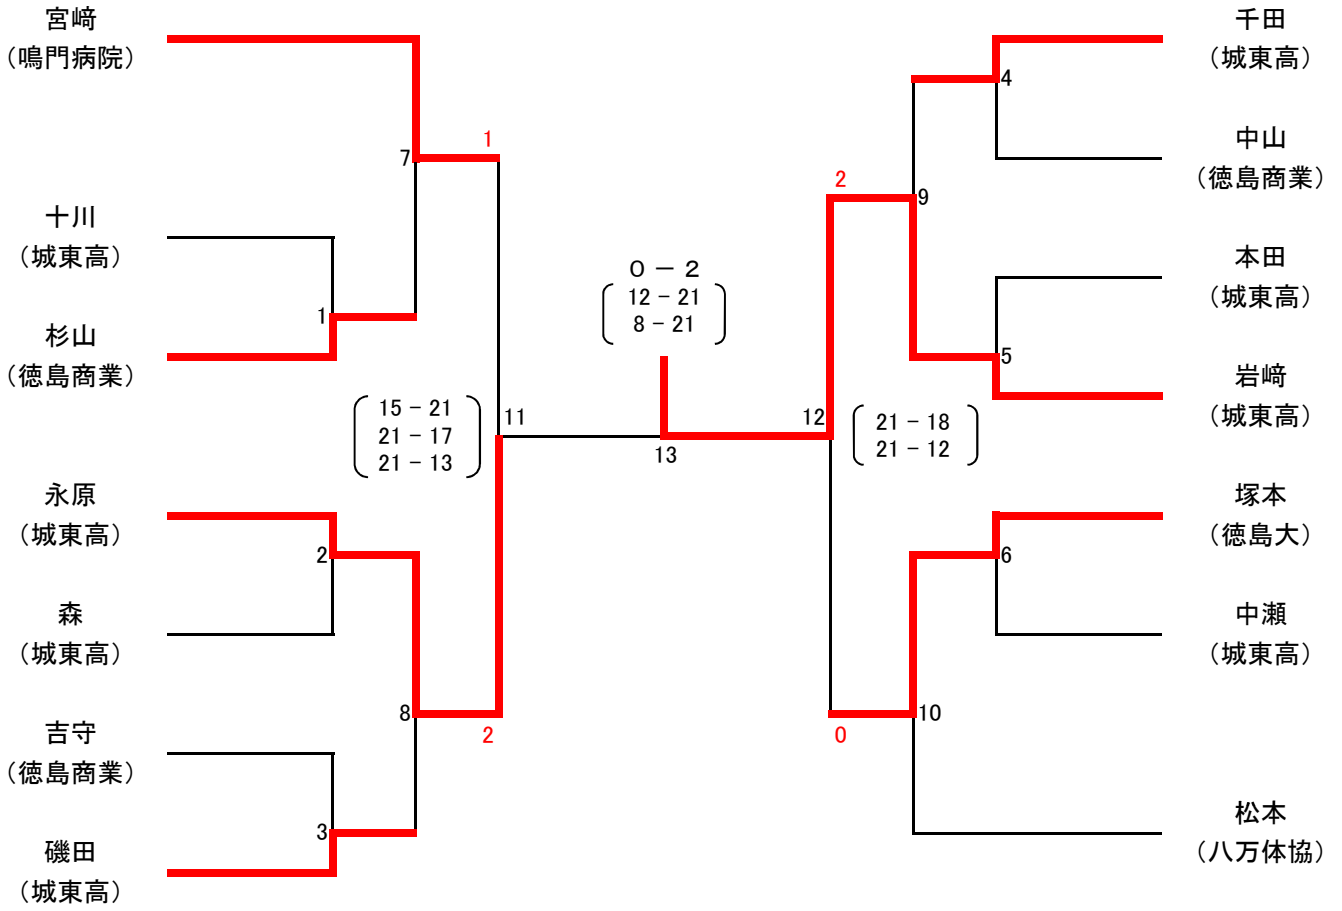 宮﨑
（鳴門病院）
十川
（城東高）
杉山
（徳島商業）
永原
（城東高）
森
（城東高）
吉守
（徳島商業）
磯田
（城東高）
7
1
1
2
8
2
3
15 − 21
21 − 17
21 − 13
11
0 − 2
12 − 21
8 − 21
13
12
21 − 18
21 − 12
2
9
4
5
6
10
0
千田
（城東高）
中山
（徳島商業）
本田
（城東高）
岩﨑
（城東高）
塚本
（徳島大）
中瀬
（城東高）
松本
（八万体協）